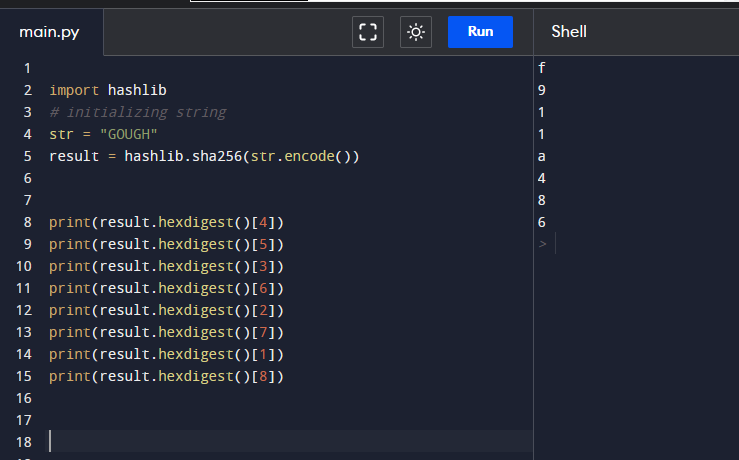 main.py
Run
Shell
1
2 import hashlib
3 # initializing string
4 str = "GOUGH"
5 result = hashlib.sha256(str.encode())
6
7
8 print(result.hexdigest()[4])
9 print(result.hexdigest()[5])
10 print(result.hexdigest()[3])
11 print(result.hexdigest()[6])
12 print(result.hexdigest()[2])
13 print(result.hexdigest()[7])
14 print(result.hexdigest()[1])
15 print(result.hexdigest()[8])
16
17
18
f
9
1
1
a
4
8
6
>